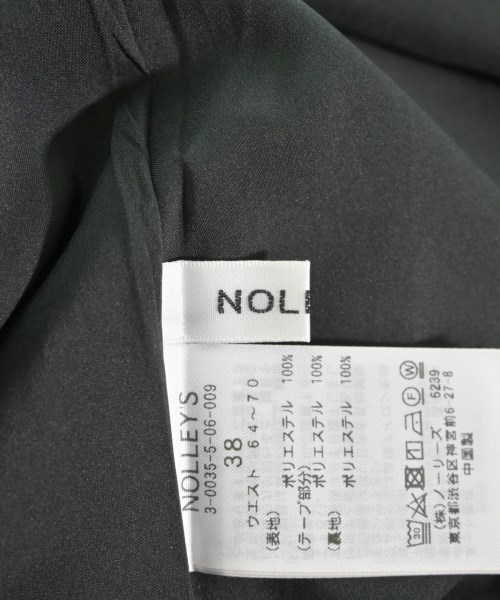 NOLL
NOLLEY'S
3-0035-5-06-009
38
ウエスト 64～70
(表地) ポリエステル 100%
(テープ部分)
ポリエステル 100%
(裏地) ポリエステル 100%
30
(株)ノーリーズ 6239
東京都渋谷区神宮前6-27-8
中国製